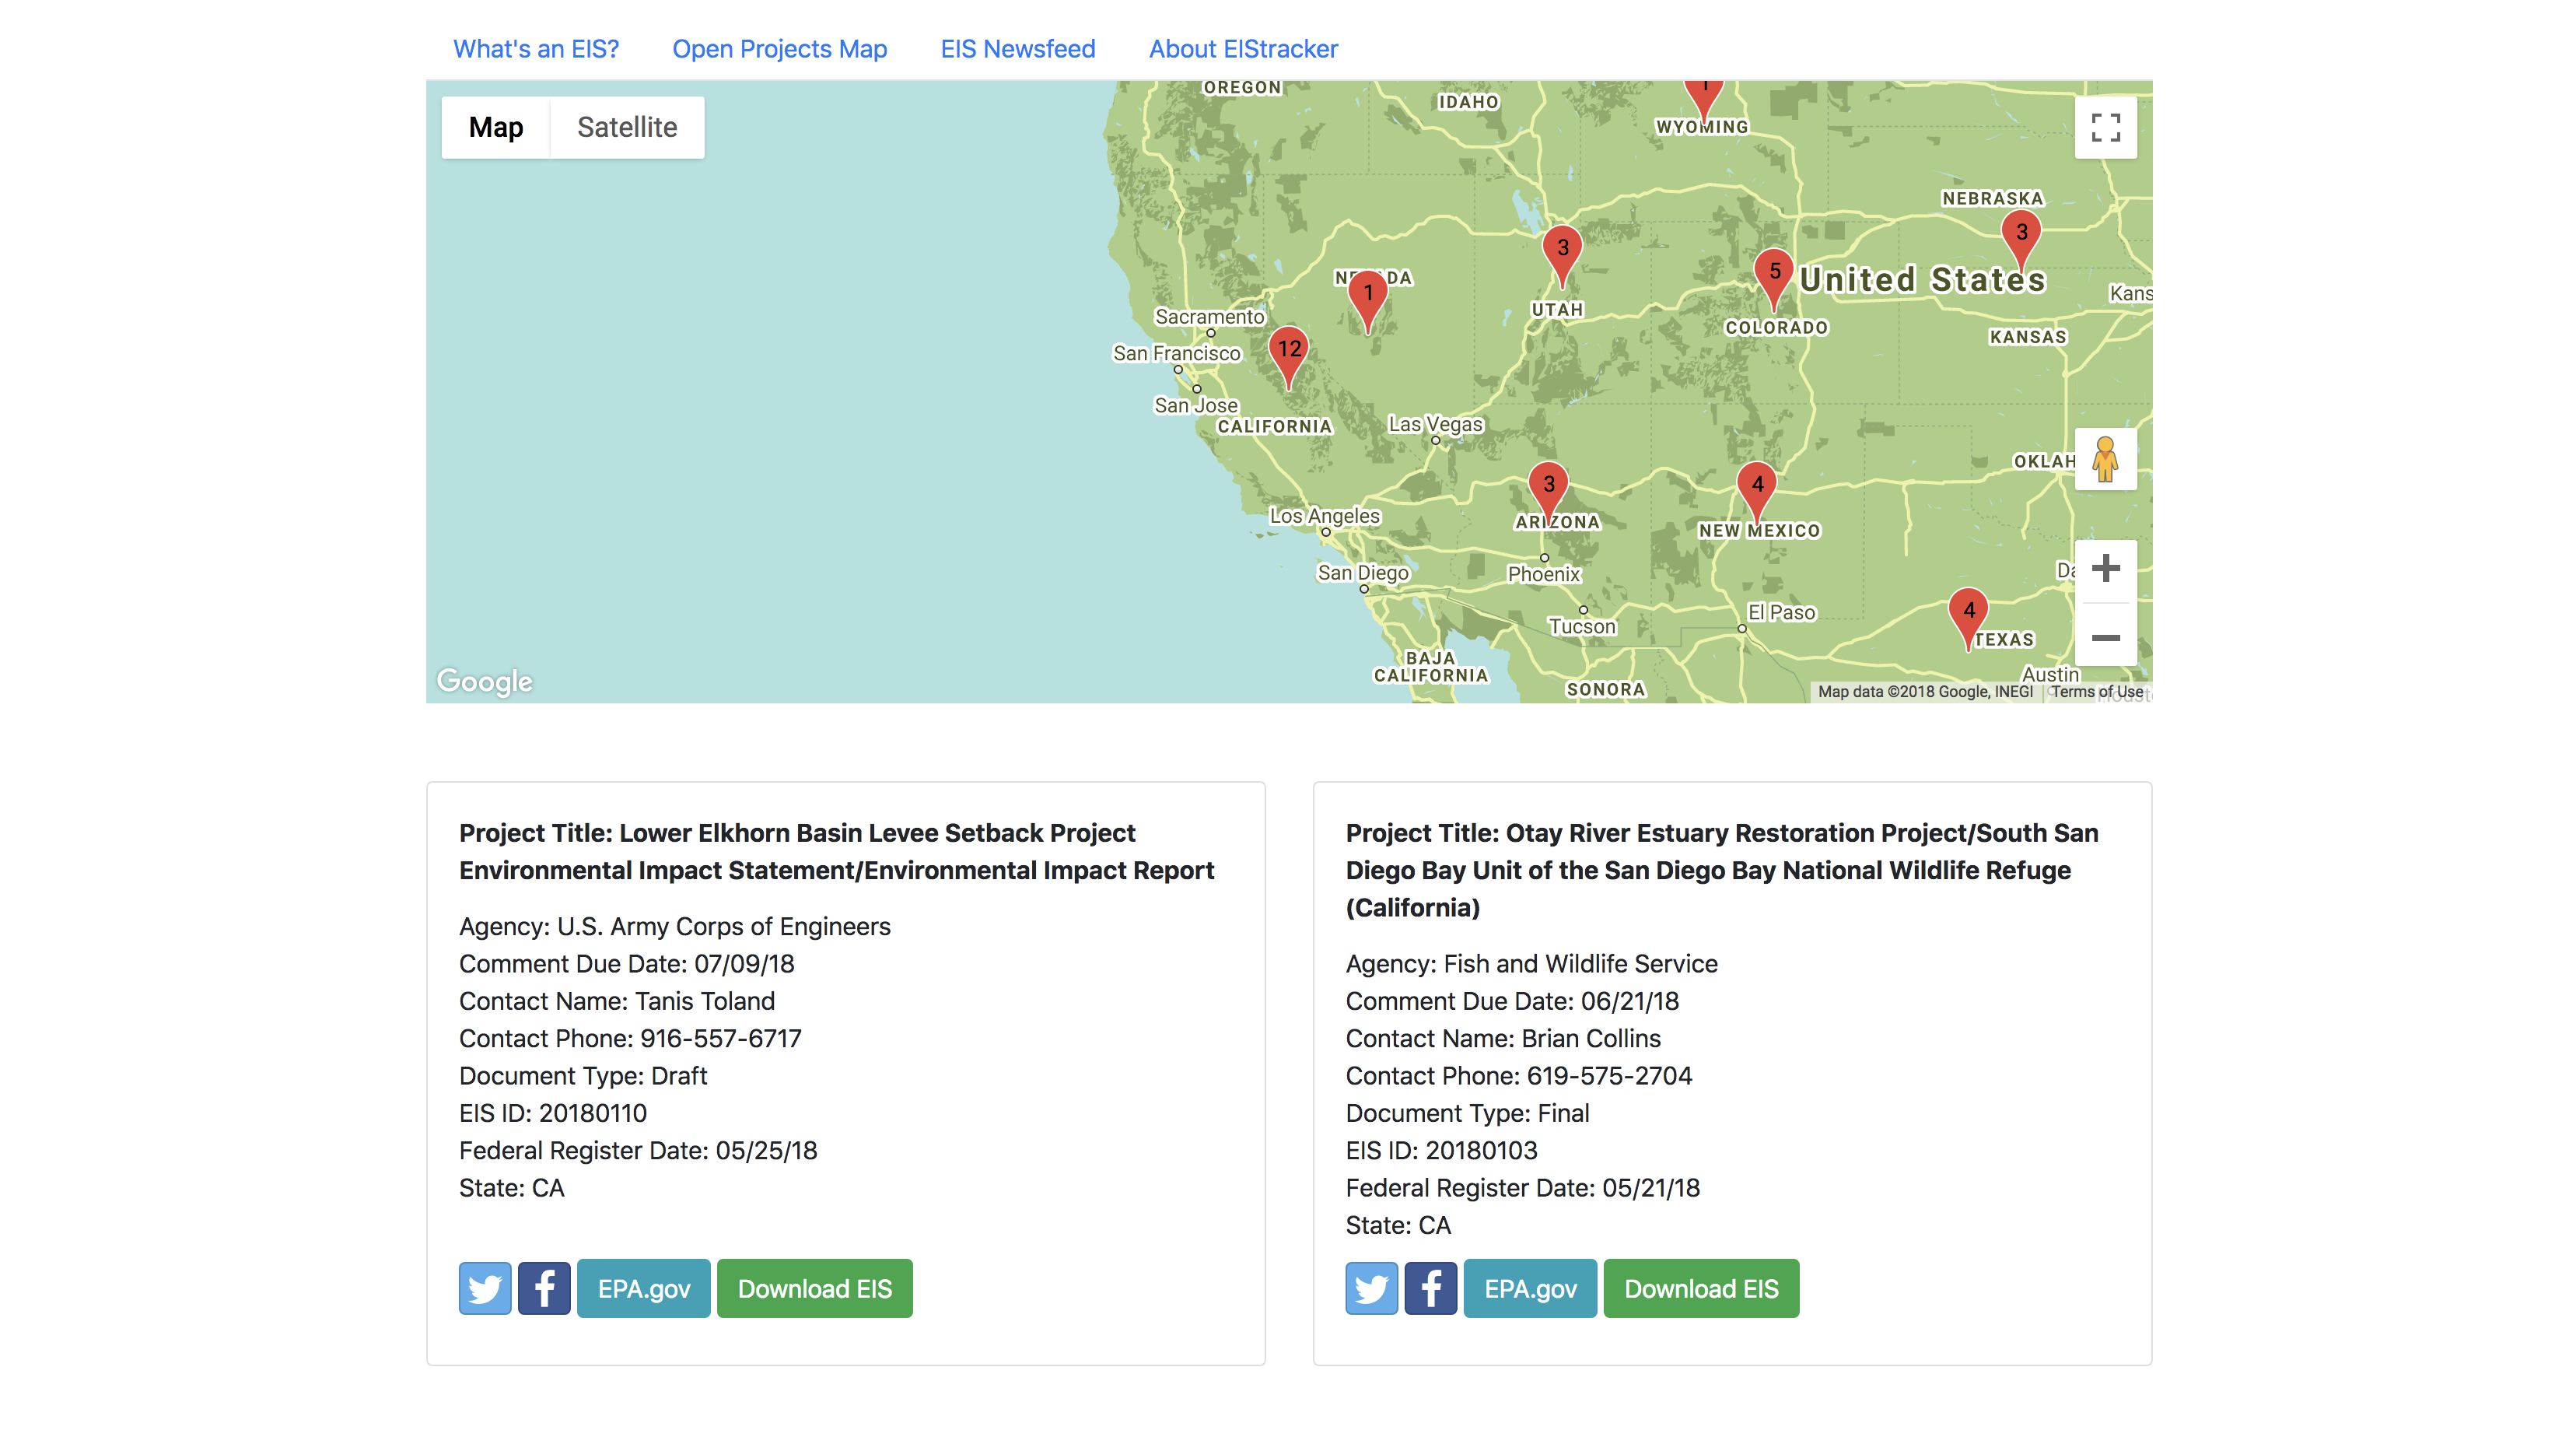 What's an EIS? Open Projects Map EIS Newsfeed About EIStracker
Map Satellite
OREGON
IDAHO
1
WYOMING
NEBRASKA
3
3
5
United States
1
UTAH
COLORADO
Kans
KANSAS
Sacramento
San Francisco
12
San Jose
CALIFORNIA
Las Vegas
OKLAH
3
4
Los Angeles
ARIZONA
NEW MEXICO
San Diego
Phoenix
4
El Paso
Tucson
TEXAS
BAJA
CALIFORNIA
SONORA
Austin
Google
Map data ©2018 Google, INEGI Terms of Use
Project Title: Lower Elkhorn Basin Levee Setback Project
Environmental Impact Statement/Environmental Impact Report
Agency: U.S. Army Corps of Engineers
Comment Due Date: 07/09/18
Contact Name: Tanis Toland
Contact Phone: 916-557-6717
Document Type: Draft
EIS ID: 20180110
Federal Register Date: 05/25/18
State: CA
EPA.gov Download EIS
Project Title: Otay River Estuary Restoration Project/South San
Diego Bay Unit of the San Diego Bay National Wildlife Refuge
(California)
Agency: Fish and Wildlife Service
Comment Due Date: 06/21/18
Contact Name: Brian Collins
Contact Phone: 619-575-2704
Document Type: Final
EIS ID: 20180103
Federal Register Date: 05/21/18
State: CA
EPA.gov Download EIS